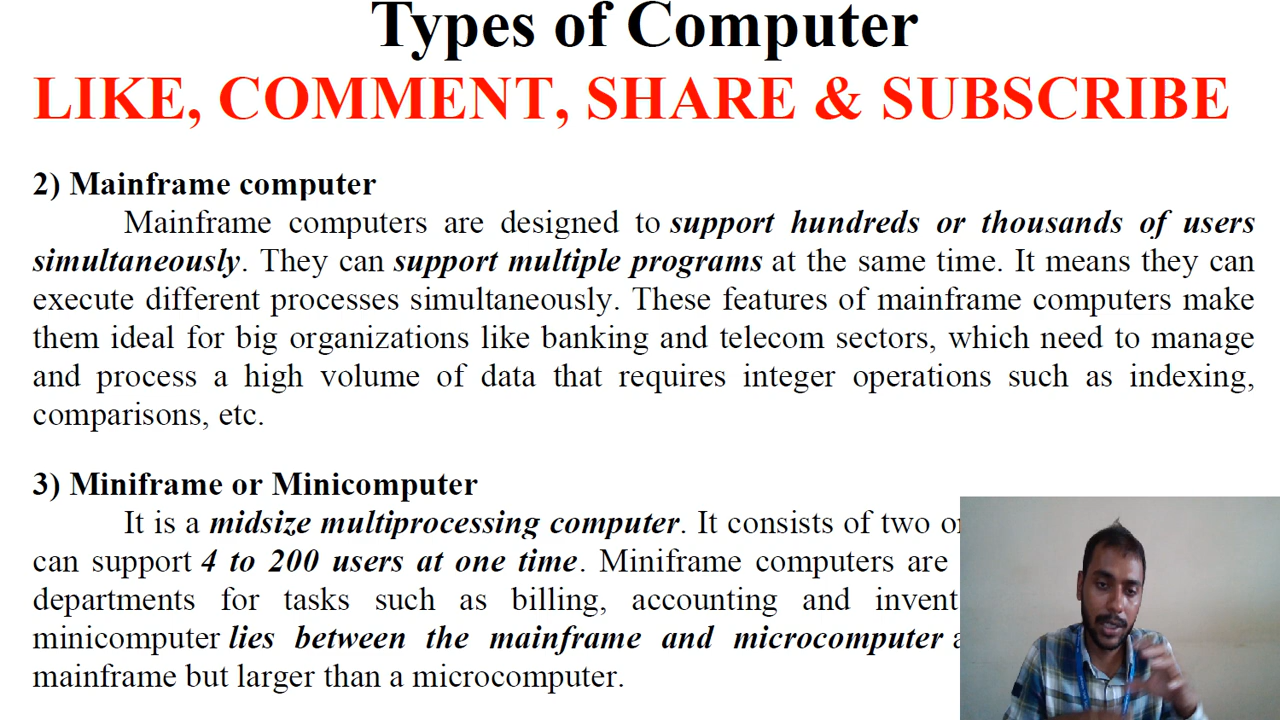 Types of Computer
LIKE, COMMENT, SHARE & SUBSCRIBE
2) Mainframe computer
Mainframe computers are designed to support hundreds or thousands of users
simultaneously. They can support multiple programs at the same time. It means they can
execute different processes simultaneously. These features of mainframe computers make
them ideal for big organizations like banking and telecom sectors, which need to manage
and process a high volume of data that requires integer operations such as indexing,
comparisons, etc.
3) Miniframe or Minicomputer
It is a midsize multiprocessing computer. It consists of two
can support 4 to 200 users at one time. Miniframe computers are
departments for tasks such as billing, accounting and
minicomputer lies between the mainframe and microcomputer
mainframe but larger than a microcomputer.